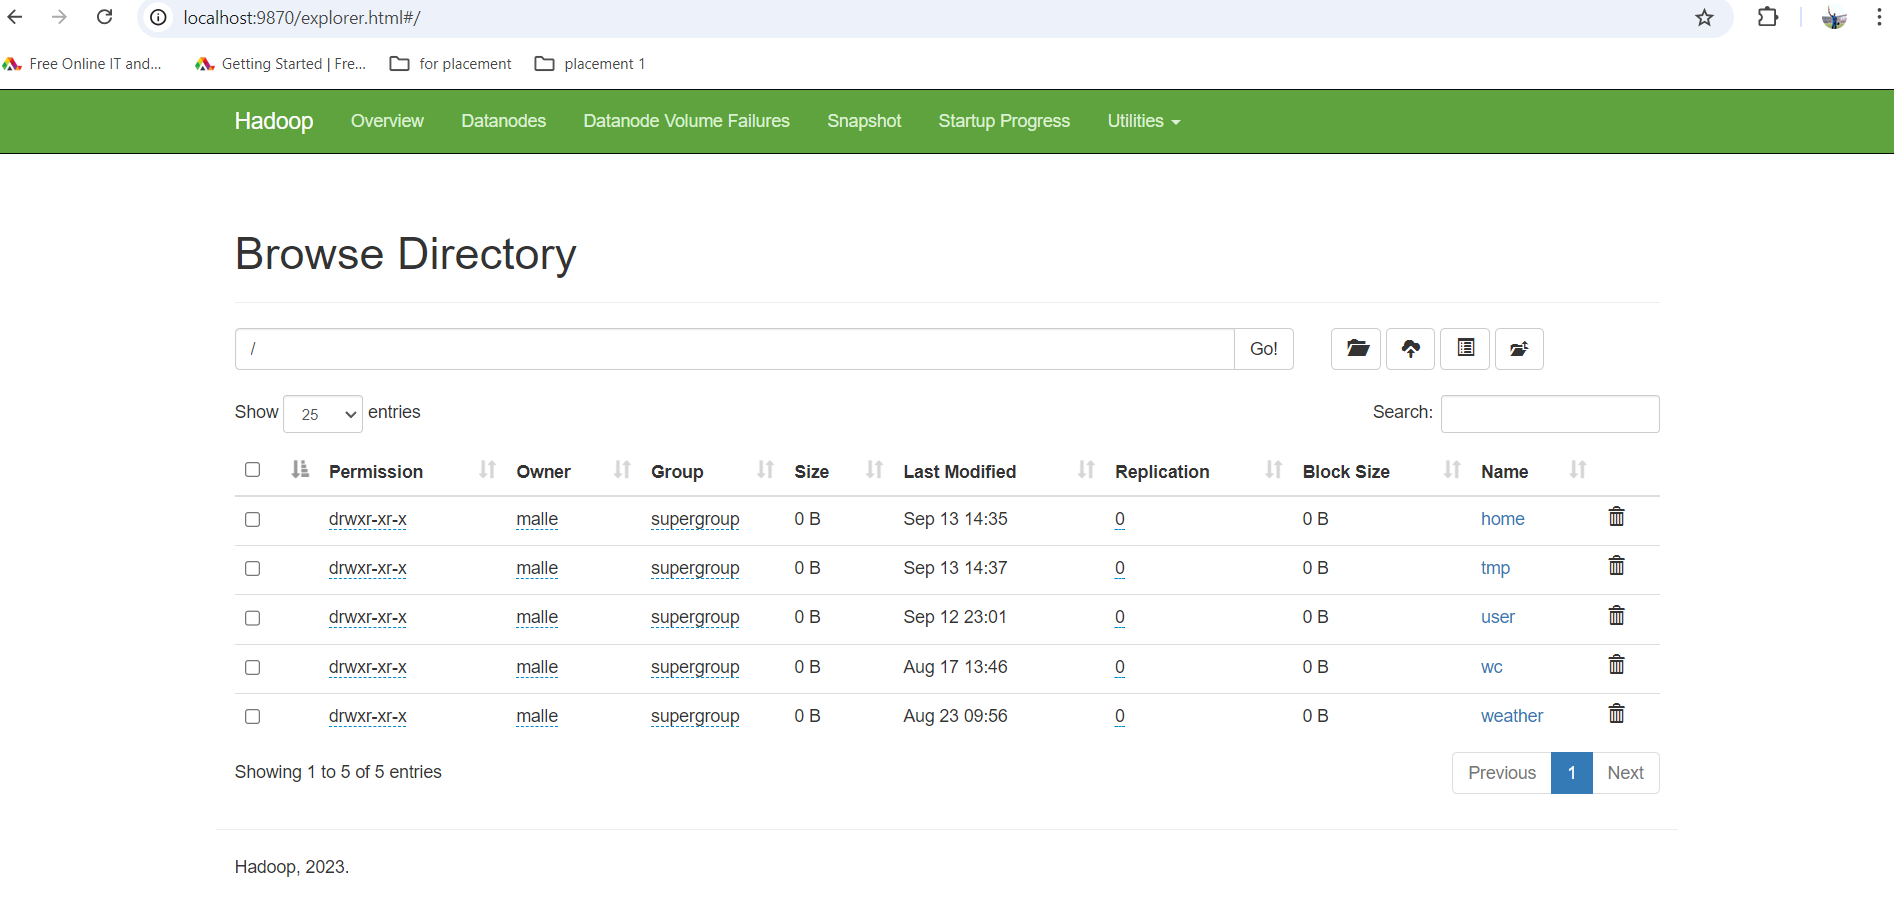 localhost:9870/explorer.html#/
Free Online IT and... Getting Started | Fre... for placement placement 1
Hadoop Overview Datanodes Datanode Volume Failures Snapshot Startup Progress Utilities
Browse Directory
/ Go!
Show 25 entries Search:
Permission Owner Group Size Last Modified Replication Block Size Name
drwxr-xr-x malle supergroup 0 B Sep 13 14:35 0 0 B home
drwxr-xr-x malle supergroup 0 B Sep 13 14:37 0 0 B tmp
drwxr-xr-x malle supergroup 0 B Sep 12 23:01 0 0 B user
drwxr-xr-x malle supergroup 0 B Aug 17 13:46 0 0 B wc
drwxr-xr-x malle supergroup 0 B Aug 23 09:56 0 0 B weather
Showing 1 to 5 of 5 entries Previous 1 Next
Hadoop, 2023.